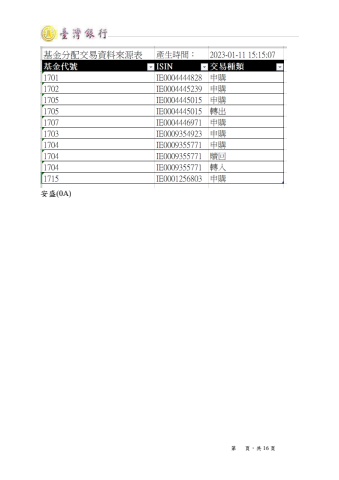 臺灣銀行
基金分配交易資料來源表 產生時間： 2023-01-11 15:15:07
基金代號 ISIN 交易種類
1701 IE0004444828 申購
1702 IE0004445239 申購
1705 IE0004445015 申購
1705 IE0004445015 轉出
1707 IE0004446971 申購
1703 IE0009354923 申購
1704 IE0009355771 申購
1704 IE0009355771 贖回
1704 IE0009355771 轉入
1715 IE0001256803 申購
安盛(0A)
第 頁，共 16 頁